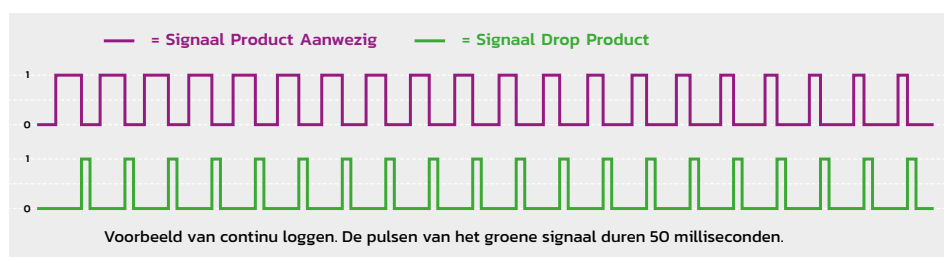 = Signaal Product Aanwezig = Signaal Drop Product
1
0
1
0
Voorbeeld van continu loggen. De pulsen van het groene signaal duren 50 milliseconden.